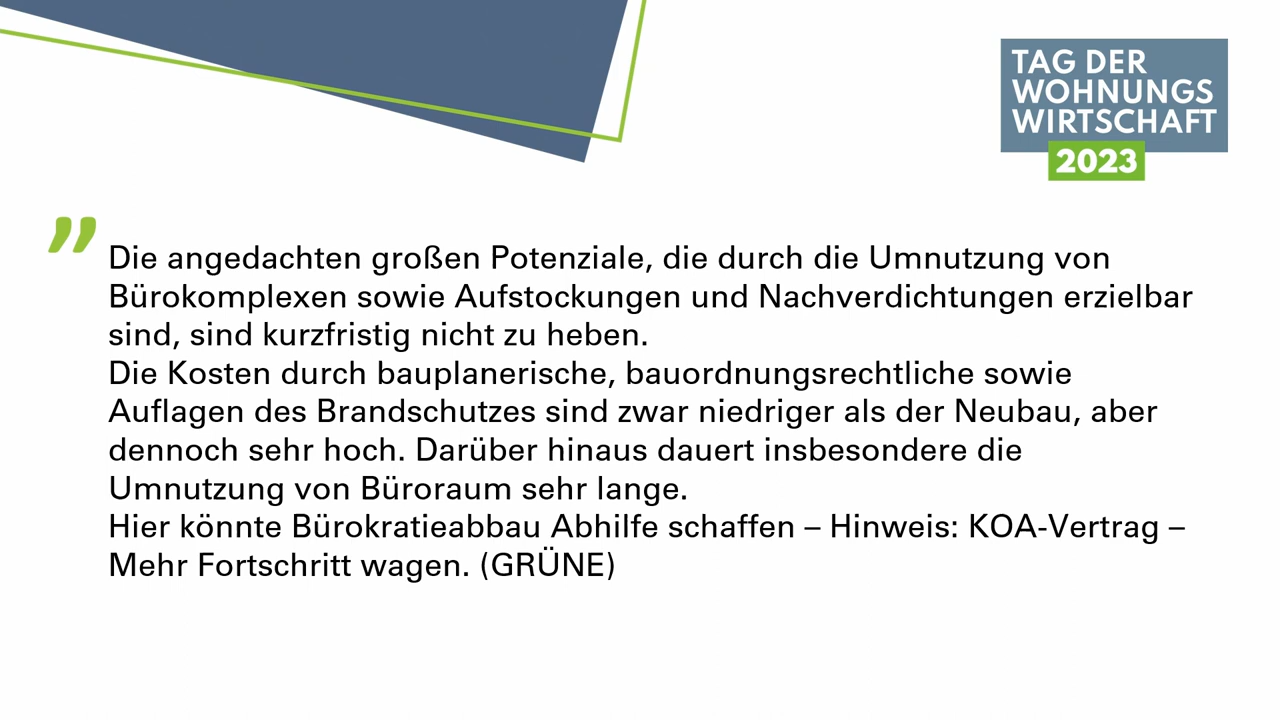 TAG DER
WOHNUNGS
WIRTSCHAFT
2023
”
Die angedachten großen Potenziale, die durch die Umnutzung von
Bürokomplexen sowie Aufstockungen und Nachverdichtungen erzielbar
sind, sind kurzfristig nicht zu heben.
Die Kosten durch bauplanerische, bauordnungsrechtliche sowie
Auflagen des Brandschutzes sind zwar niedriger als der Neubau, aber
dennoch sehr hoch. Darüber hinaus dauert insbesondere die
Umnutzung von Büroraum sehr lange.
Hier könnte Bürokratieabbau Abhilfe schaffen – Hinweis: KOA-Vertrag –
Mehr Fortschritt wagen. (GRÜNE)